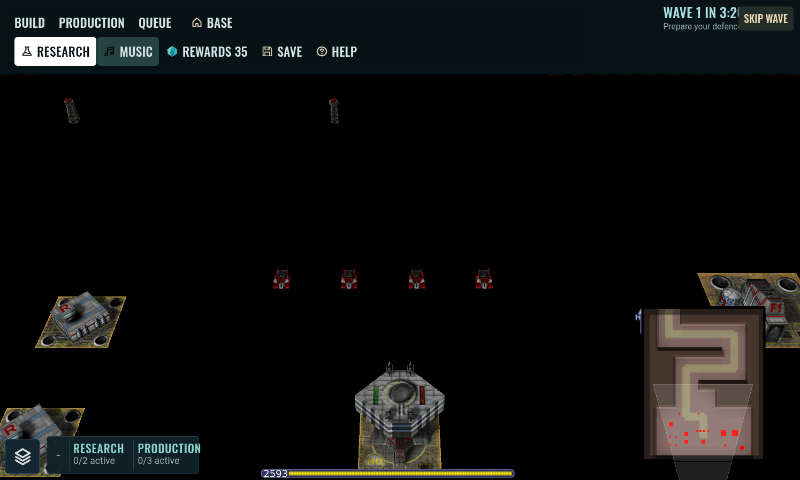 BUILD PRODUCTION QUEUE BASE
WAVE 1 IN 3:20
Prepare your defenc
SKIP WAVE
RESEARCH MUSIC REWARDS 35 SAVE HELP
F1
R
R
N
RESEARCH PRODUCTION
0/2 active 0/3 active
2593